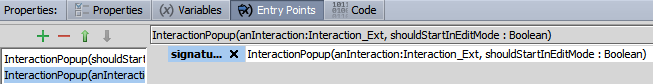 Properties: Properties (x) Variables Entry Points Code
InteractionPopup(anInteraction:Interaction_Ext, shouldStartInEditMode : Boolean)
signatu... InteractionPopup(anInteraction:Interaction_Ext, shouldStartInEditMode : Boolean)
InteractionPopup(shouldStart
InteractionPopup(anInteracti